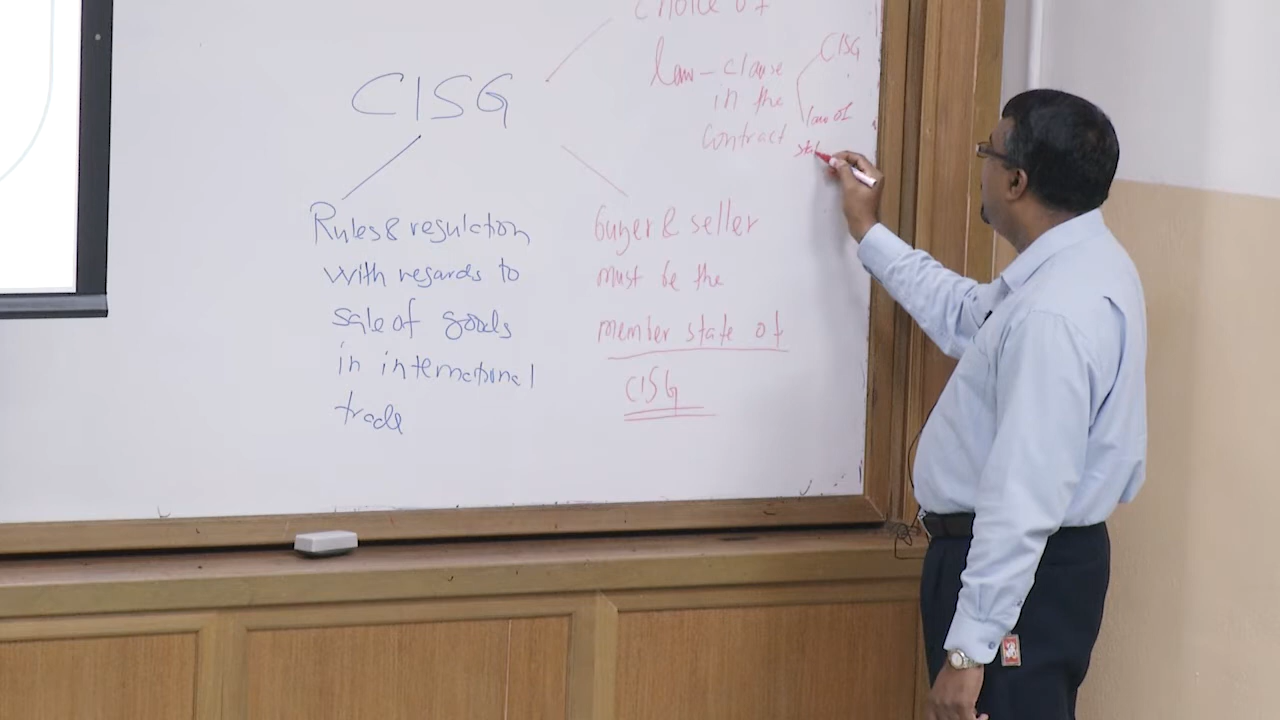 Choice of
law - clause
in the
contract
CISG
law of
CISG
Rules & regulation
with regards to
sale of goods
in international
trade
buyer & seller
must be the
member state of
CISG